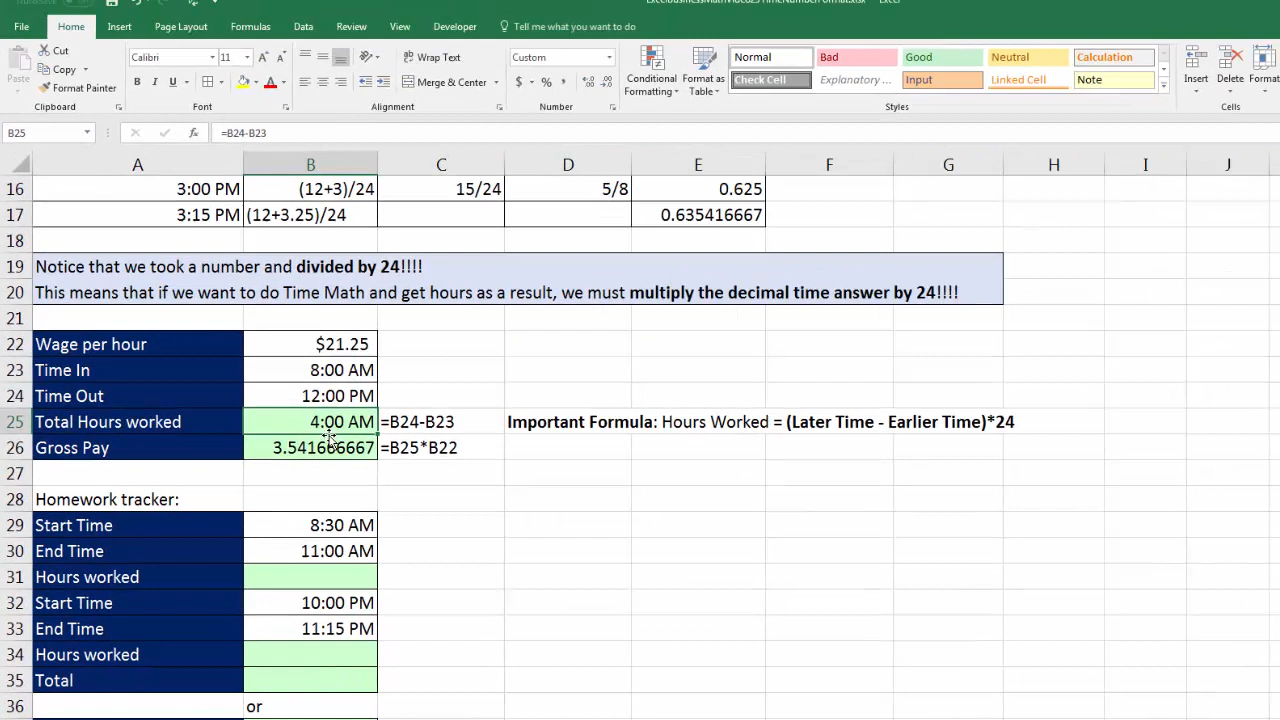 File Home Insert Page Layout Formulas Data Review View Developer Tell me what you want to do
Cut
Copy
Format Painter
Paste
Clipboard
Calibri 11
B I U
Font
Wrap Text
Merge & Center
Alignment
Custom
$ % ,
Number
Conditional Formatting
Format as Table
Normal Bad Good Neutral Calculation
Check Cell Explanatory ... Input Linked Cell Note
Styles
Insert Delete Format
Cells
B25 fx =B24-B23
A B C D E F G H I J
16 3:00 PM (12+3)/24 15/24 5/8 0.625
17 3:15 PM (12+3.25)/24 0.635416667
18
19 Notice that we took a number and divided by 24!!!!
20 This means that if we want to do Time Math and get hours as a result, we must multiply the decimal time answer by 24!!!!
21
22 Wage per hour $21.25
23 Time In 8:00 AM
24 Time Out 12:00 PM
25 Total Hours worked 4:00 AM =B24-B23 Important Formula: Hours Worked = (Later Time - Earlier Time)*24
26 Gross Pay 3.541666667 =B25*B22
27
28 Homework tracker:
29 Start Time 8:30 AM
30 End Time 11:00 AM
31 Hours worked
32 Start Time 10:00 PM
33 End Time 11:15 PM
34 Hours worked
35 Total
36 or